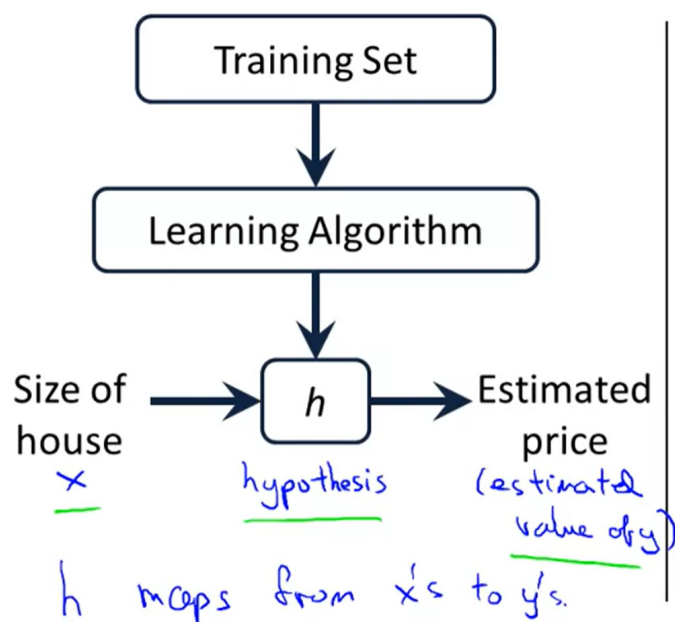 Training Set
Learning Algorithm
Size of
house
h
Estimated
price
x
hypothesis
(estimated
value of y)
h maps from x's to y's.